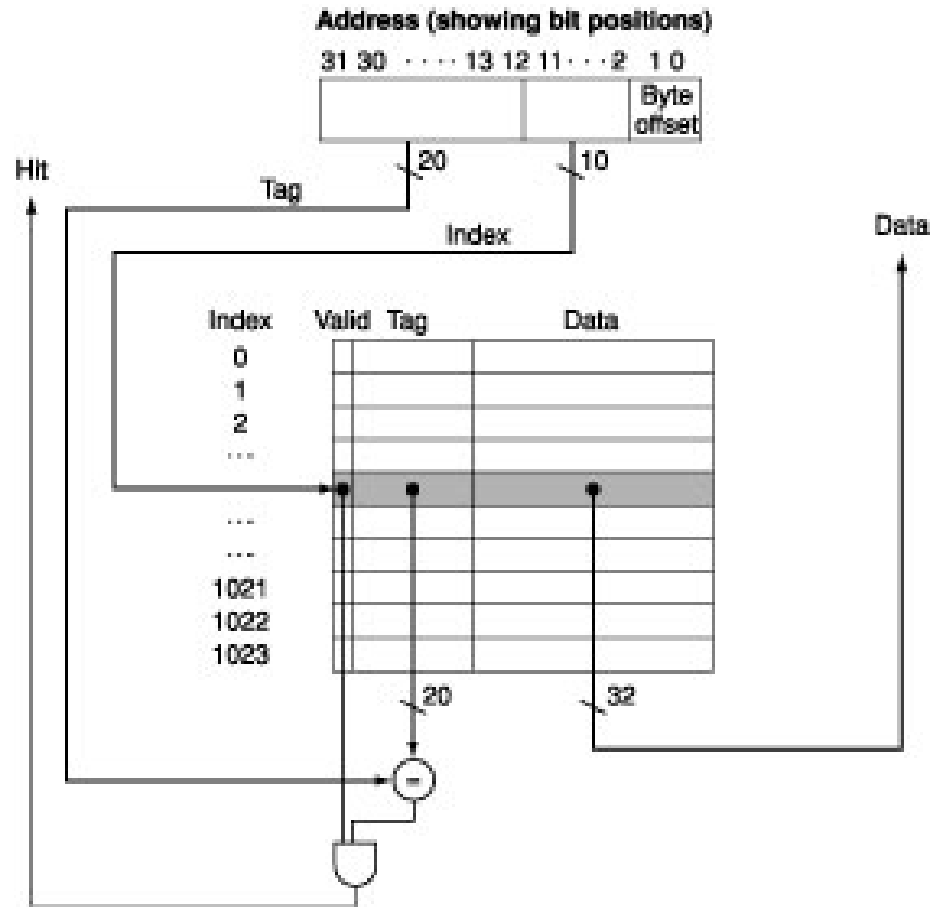 Address (showing bit positions)
31 30 · · · · 13 12 11 · · · 2 1 0
Byte
offset
20
10
Hit
Tag
Index
Data
Index Valid Tag Data
0
1
2
...
...
...
1021
1022
1023
20
32
=